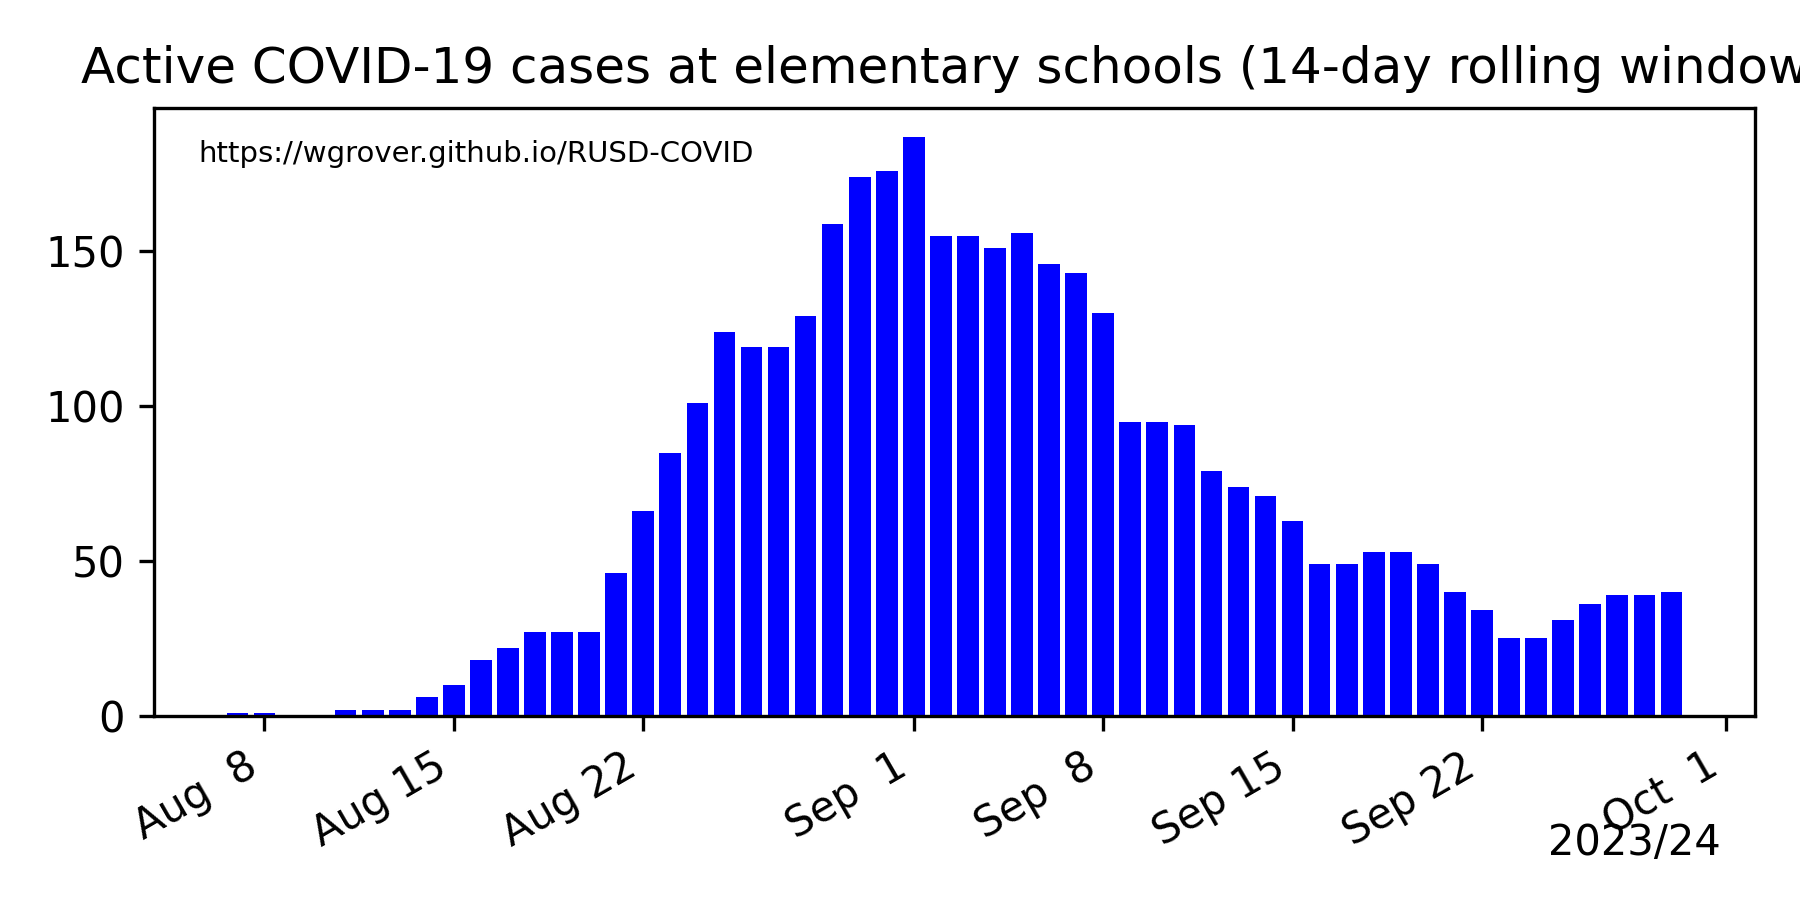 Active COVID-19 cases at elementary schools (14-day rolling window
https://wgrover.github.io/RUSD-COVID
150
100
50
0
Aug 8
Aug 15
Aug 22
Sep 1
Sep 8
Sep 15
Sep 22
Oct 1
2023/24